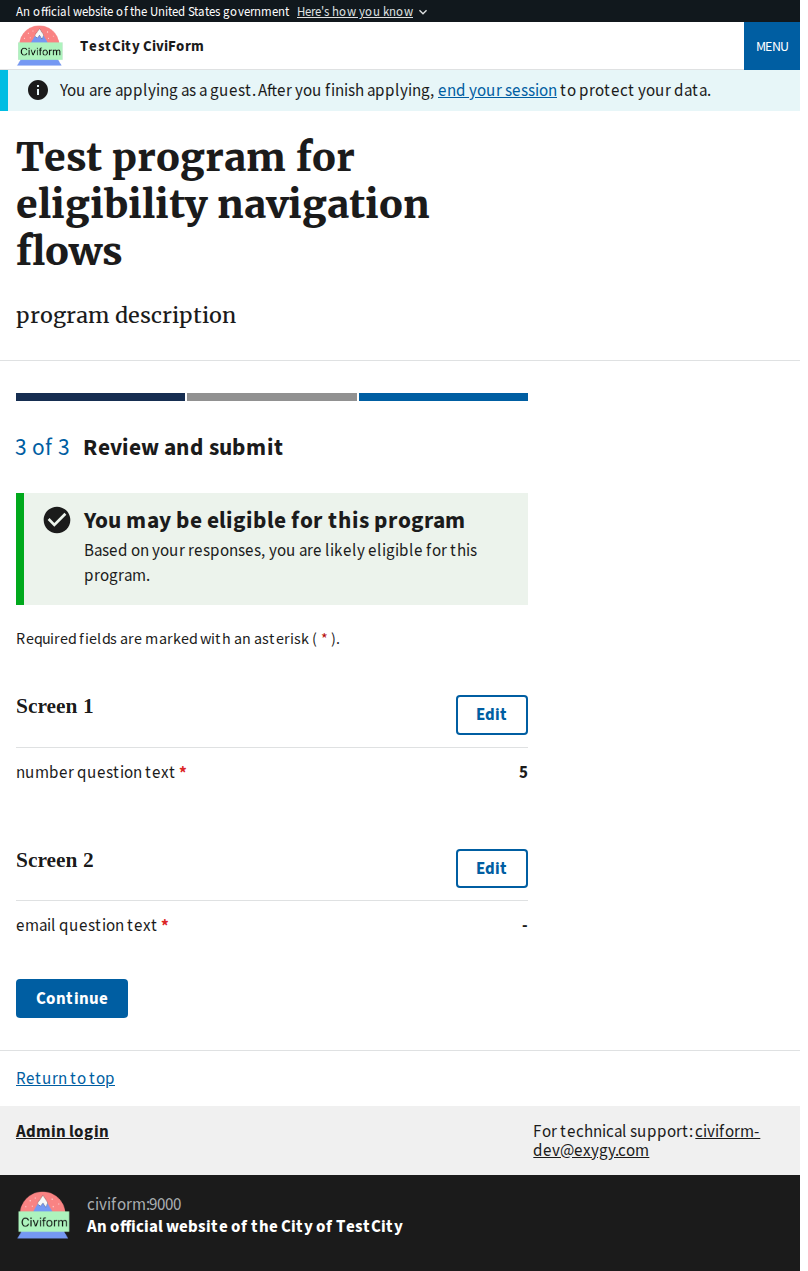 An official website of the United States government Here's how you know
Civiform TestCity CiviForm MENU
You are applying as a guest. After you finish applying, end your session to protect your data.
Test program for
eligibility navigation
flows
program description
3 of 3 Review and submit
You may be eligible for this program
Based on your responses, you are likely eligible for this
program.
Required fields are marked with an asterisk ( * ).
Screen 1 Edit
number question text * 5
Screen 2 Edit
email question text * -
Continue
Return to top
Admin login For technical support: civiform-
dev@exygy.com
civiform:9000
Civiform An official website of the City of TestCity